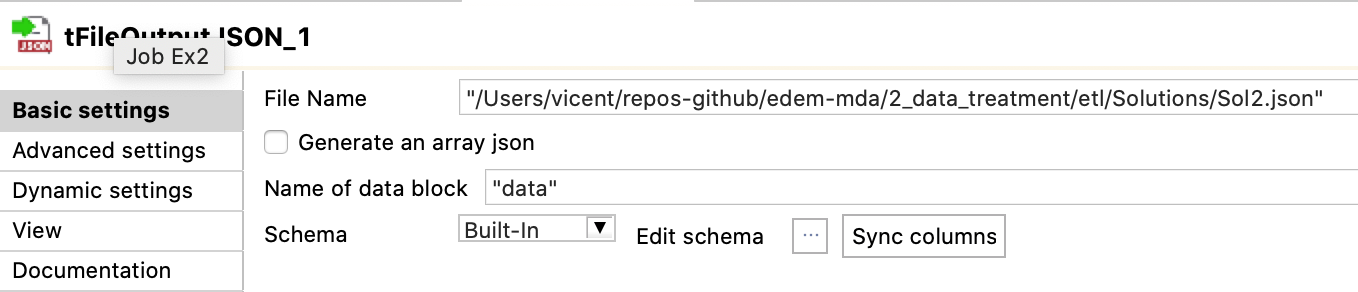 JSON
tFileOutputJSON_1
Job Ex2
Basic settings
Advanced settings
Dynamic settings
View
Documentation
File Name "/Users/vicent/repos-github/edem-mda/2_data_treatment/etl/Solutions/Sol2.json"
Generate an array json
Name of data block "data"
Schema Built-In Edit schema ... Sync columns